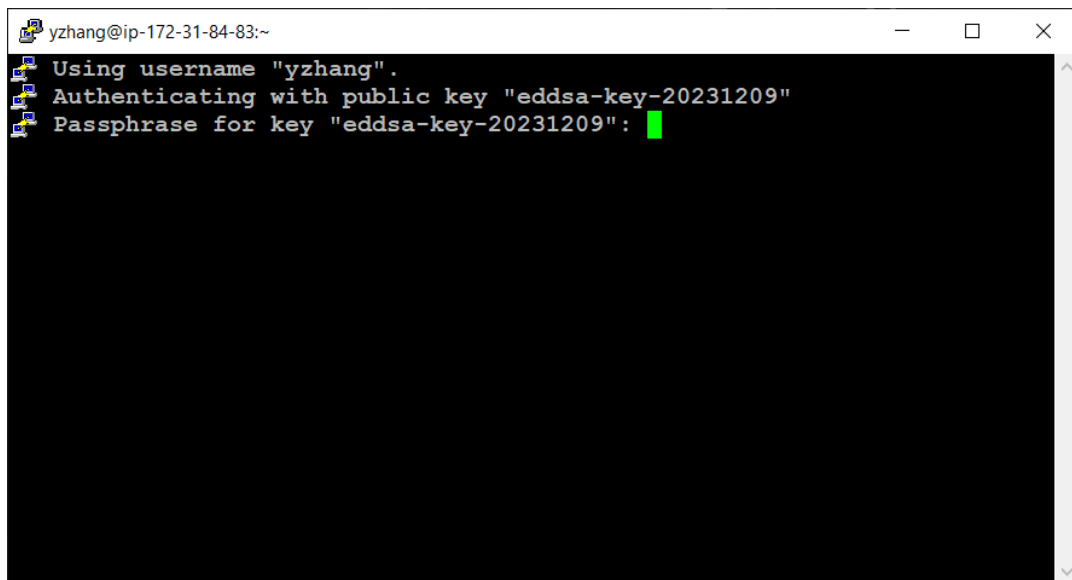 yzhang@ip-172-31-84-83:~
Using username "yzhang".
Authenticating with public key "eddsa-key-20231209"
Passphrase for key "eddsa-key-20231209":